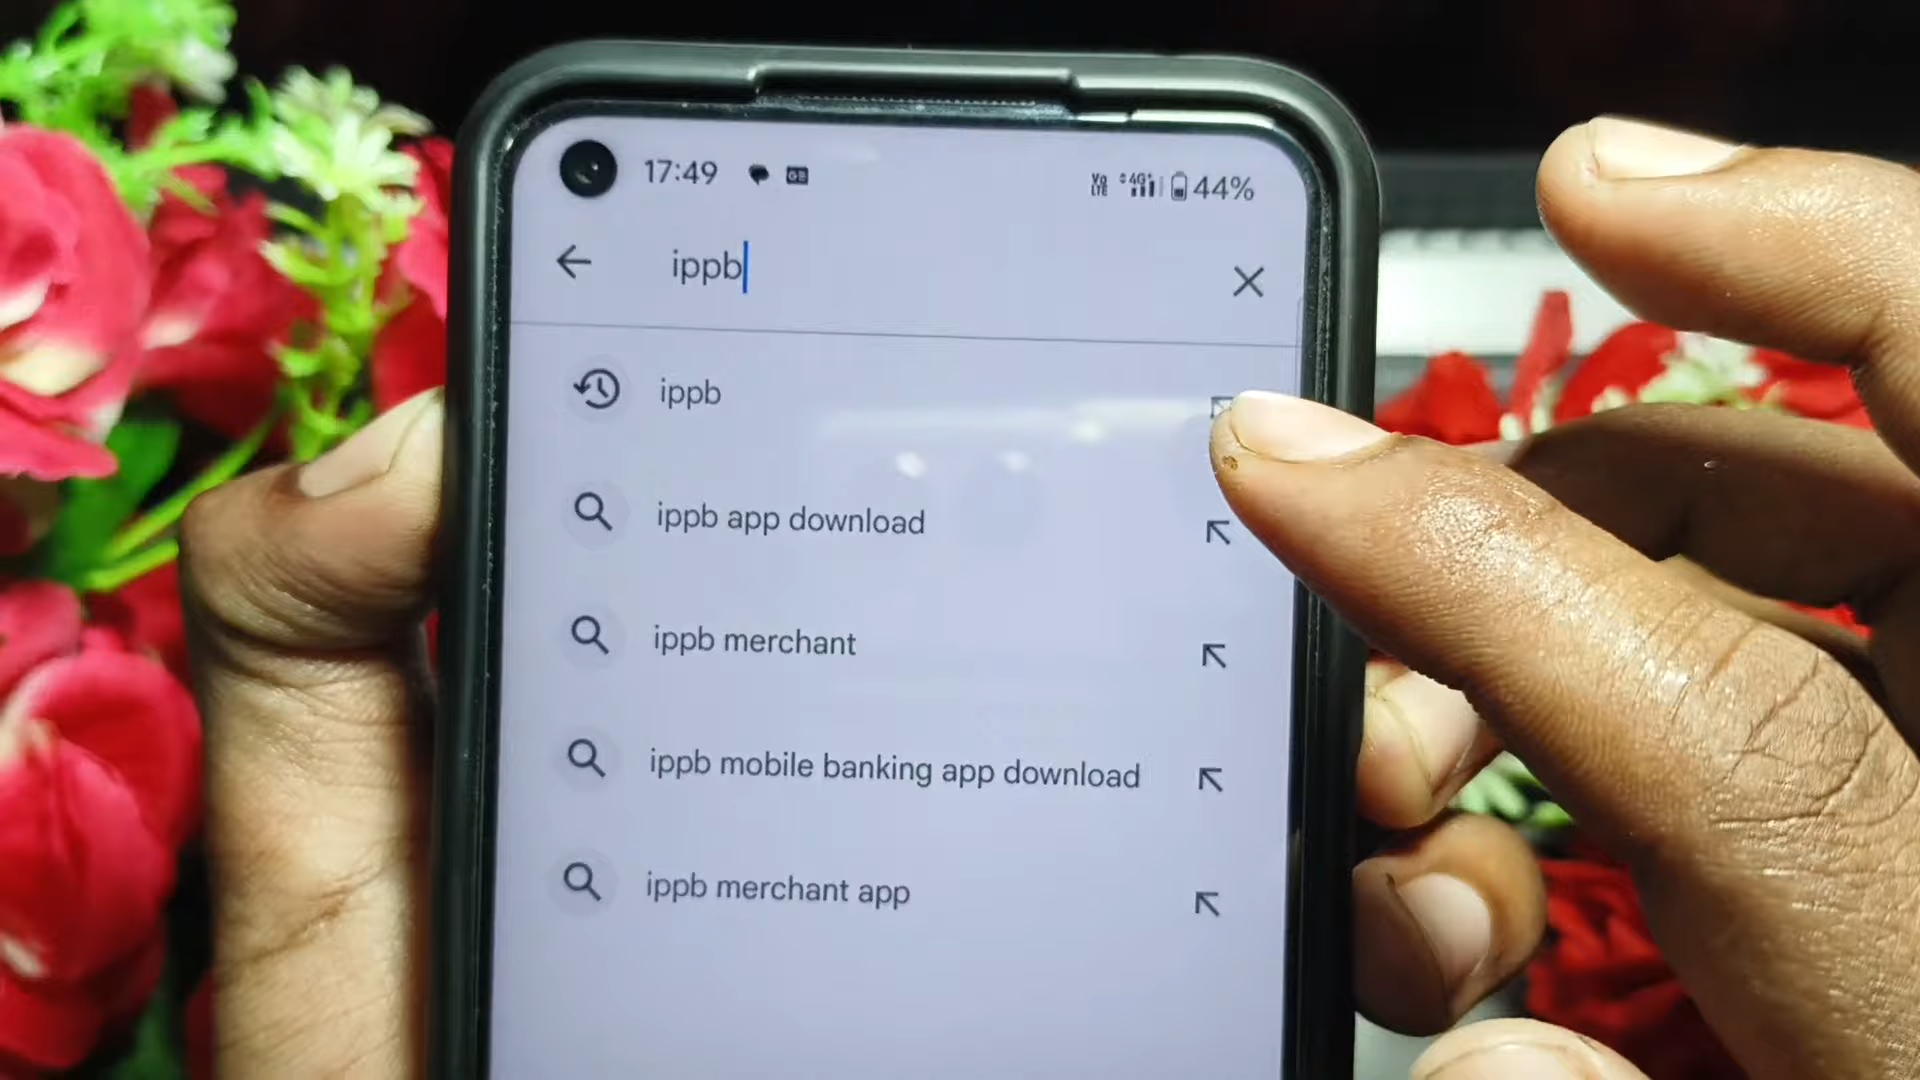 17:49 44%
ippb
ippb
ippb app download
ippb merchant
ippb mobile banking app download
ippb merchant app